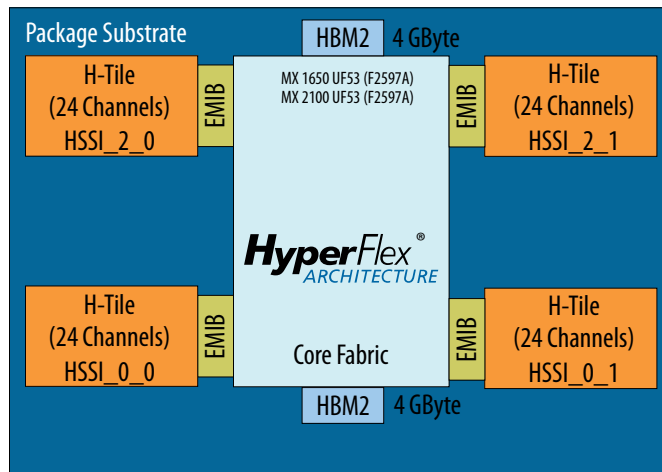 Package Substrate
HBM2 4 GByte
H-Tile
(24 Channels)
HSSI_2_0
EMIB
MX 1650 UF53 (F2597A)
MX 2100 UF53 (F2597A)
EMIB
H-Tile
(24 Channels)
HSSI_2_1
HyperFlex®
ARCHITECTURE
H-Tile
(24 Channels)
HSSI_0_0
EMIB
Core Fabric
EMIB
H-Tile
(24 Channels)
HSSI_0_1
HBM2 4 GByte